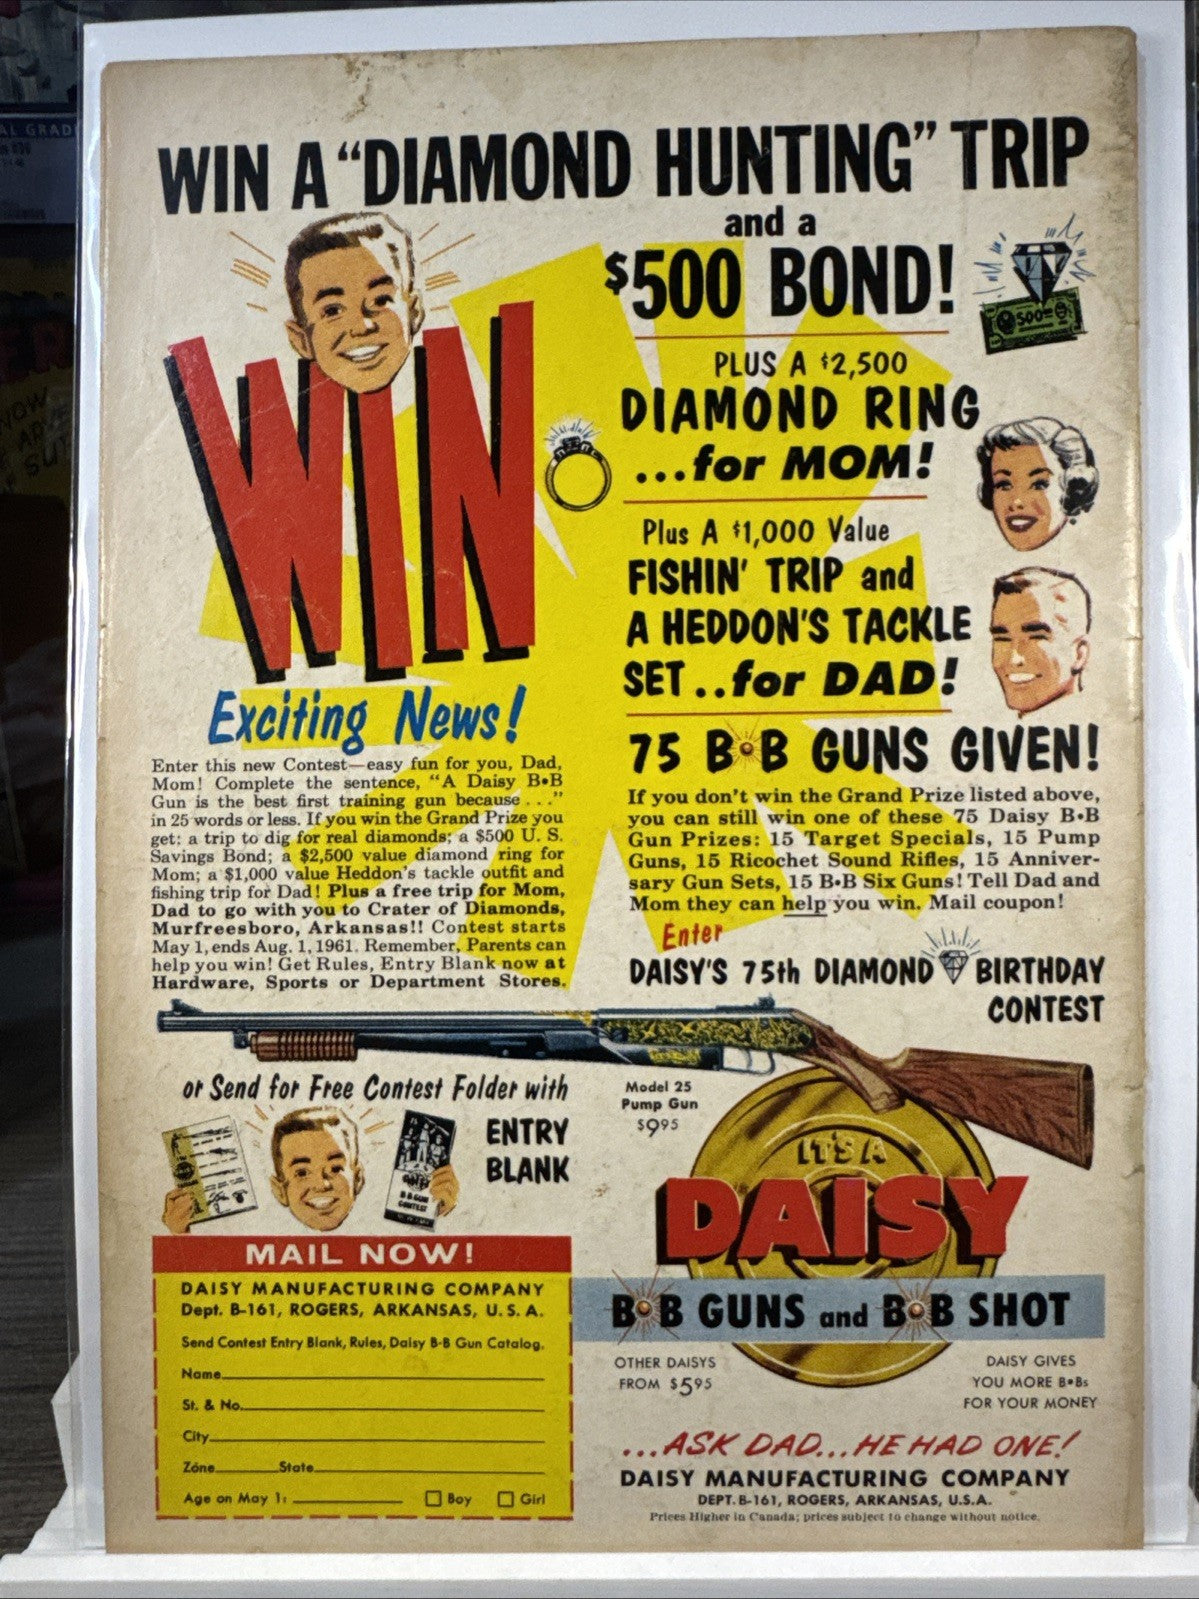 WIN A “DIAMOND HUNTING” TRIP
and a
$500 BOND!
$500
PLUS A $2,500
DIAMOND RING
...for MOM!
Plus A $1,000 Value
FISHIN' TRIP and
A HEDDON'S TACKLE
SET..for DAD!
WIN
Exciting News!
Enter this new Contest—easy fun for you, Dad,
Mom! Complete the sentence, “A Daisy B•B
Gun is the best first training gun because . . .”
in 25 words or less. If you win the Grand Prize you
get: a trip to dig for real diamonds; a $500 U. S.
Savings Bond; a $2,500 value diamond ring for
Mom; a $1,000 value Heddon's tackle outfit and
fishing trip for Dad! Plus a free trip for Mom,
Dad to go with you to Crater of Diamonds,
Murfreesboro, Arkansas!! Contest starts
May 1, ends Aug. 1, 1961. Remember, Parents can
help you win! Get Rules, Entry Blank now at
Hardware, Sports or Department Stores.
75 B•B GUNS GIVEN!
If you don't win the Grand Prize listed above,
you can still win one of these 75 Daisy B•B
Gun Prizes: 15 Target Specials, 15 Pump
Guns, 15 Ricochet Sound Rifles, 15 Anniver-
sary Gun Sets, 15 B•B Six Guns! Tell Dad and
Mom they can help you win. Mail coupon!
Enter
DAISY'S 75th DIAMOND BIRTHDAY
CONTEST
or Send for Free Contest Folder with
ENTRY
BLANK
B•B GUN
CONTEST
Model 25
Pump Gun
$9.95
IT'S A
DAISY
B•B GUNS and B•B SHOT
OTHER DAISYS
FROM $5.95
DAISY GIVES
YOU MORE B•Bs
FOR YOUR MONEY
...ASK DAD...HE HAD ONE!
DAISY MANUFACTURING COMPANY
DEPT. B-161, ROGERS, ARKANSAS, U.S.A.
Prices Higher in Canada; prices subject to change without notice.
MAIL NOW!
DAISY MANUFACTURING COMPANY
Dept. B-161, ROGERS, ARKANSAS, U. S. A.
Send Contest Entry Blank, Rules, Daisy B-B Gun Catalog.
Name
St. & No.
City
Zone State
Age on May 1: Boy Girl